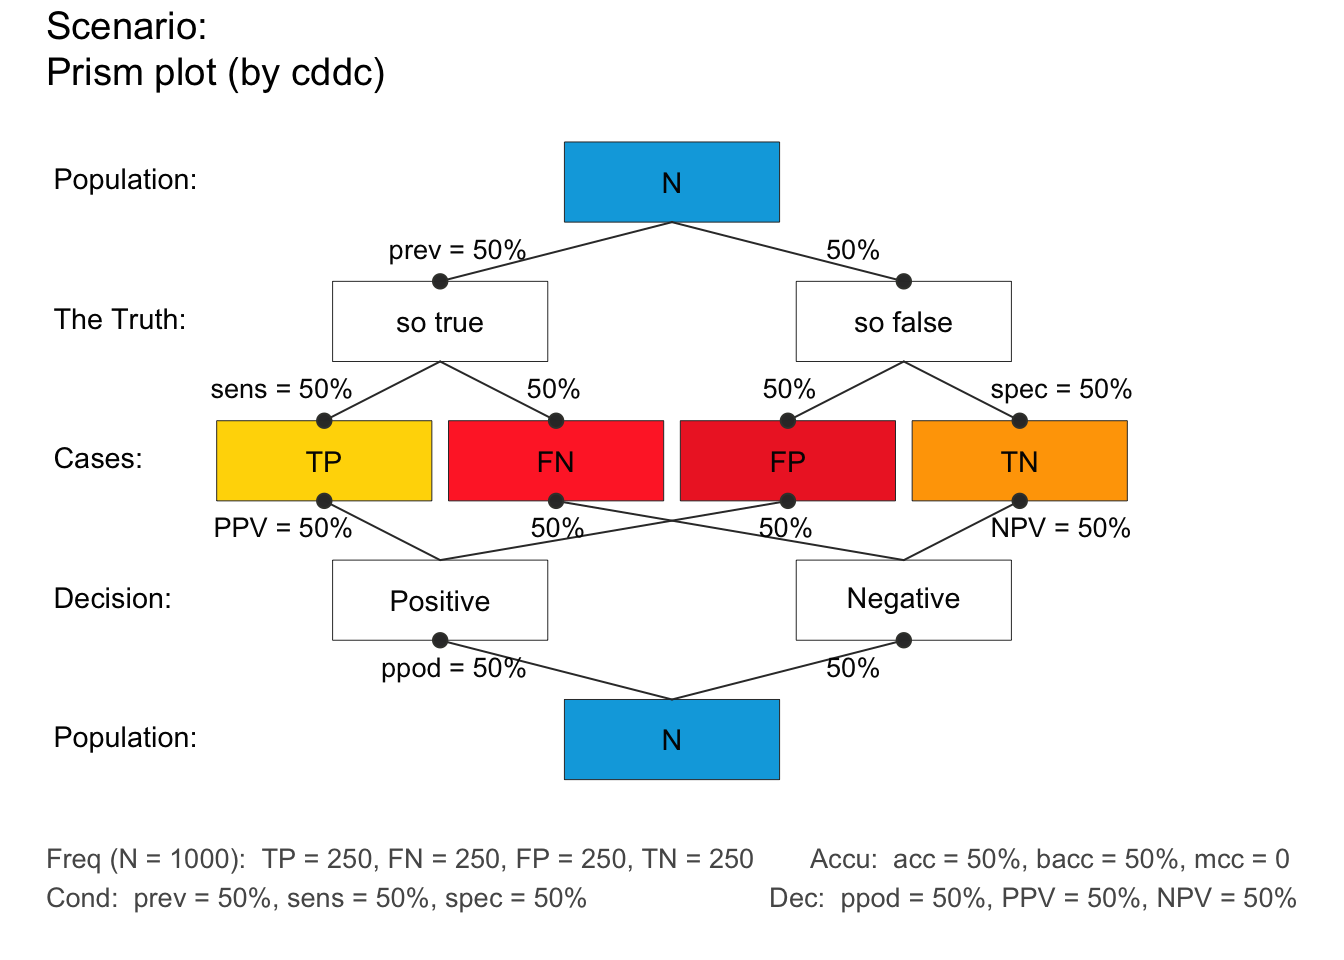 Scenario:
Prism plot (by cddc)
Population:
N
prev = 50%
50%
The Truth:
so true
so false
sens = 50%
50%
50%
spec = 50%
Cases:
TP
FN
FP
TN
PPV = 50%
50%
50%
NPV = 50%
Decision:
Positive
Negative
ppod = 50%
50%
Population:
N
Freq (N = 1000):  TP = 250, FN = 250, FP = 250, TN = 250
Accu:  acc = 50%, bacc = 50%, mcc = 0
Cond:  prev = 50%, sens = 50%, spec = 50%
Dec:  ppod = 50%, PPV = 50%, NPV = 50%